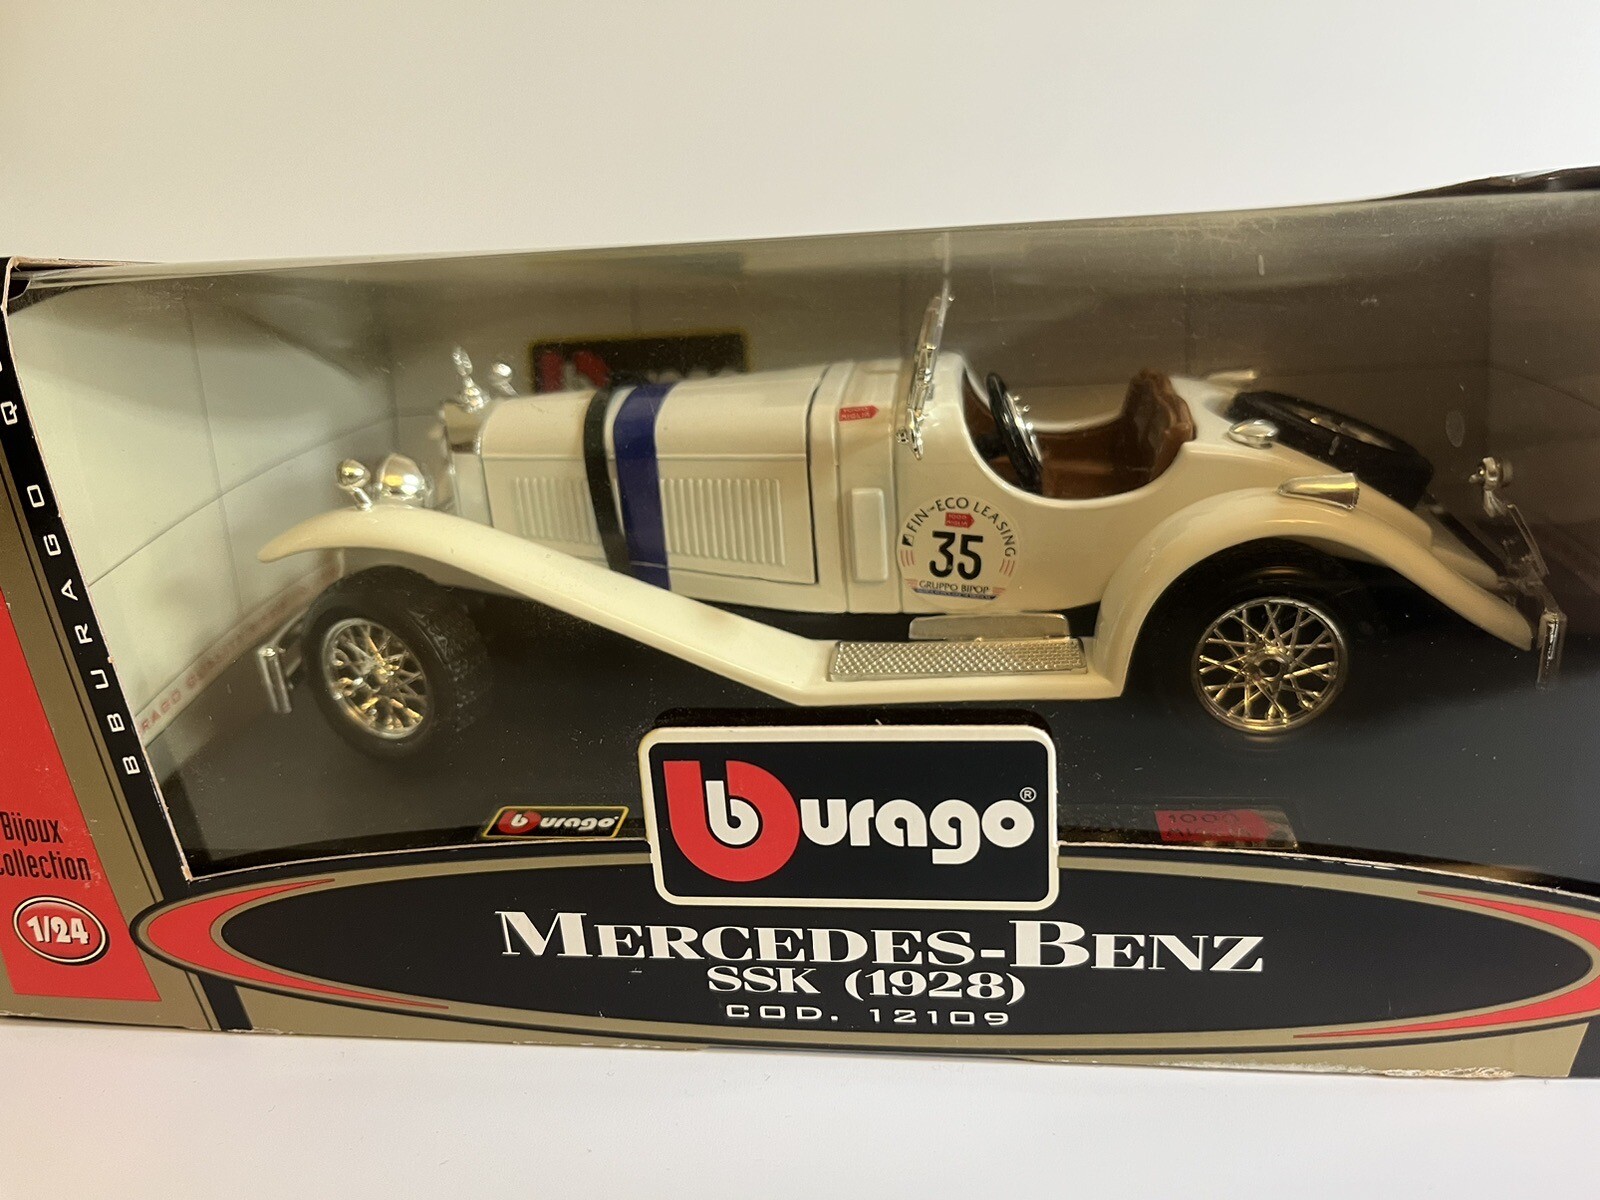 BBURAGO Q
Bijoux
Collection
1/24
FIN-ECO LEASING
35
GRUPPO BIPOP
burago
burago®
1000
MERCEDES-BENZ
SSK (1928)
COD. 12109